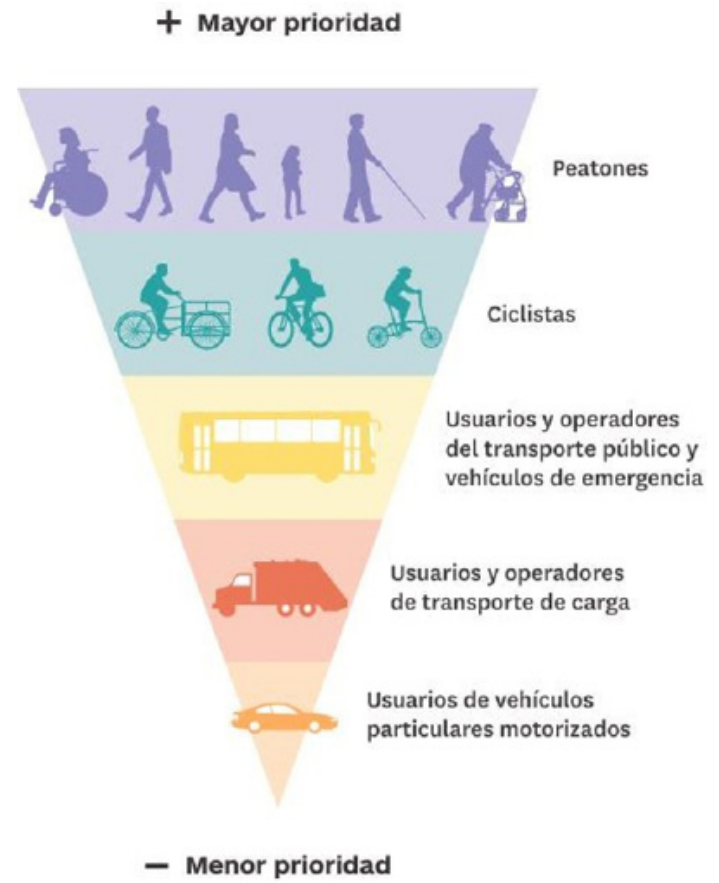 + Mayor prioridad
Peatones
Ciclistas
Usuarios y operadores
del transporte público y
vehículos de emergencia
Usuarios y operadores
de transporte de carga
Usuarios de vehículos
particulares motorizados
− Menor prioridad